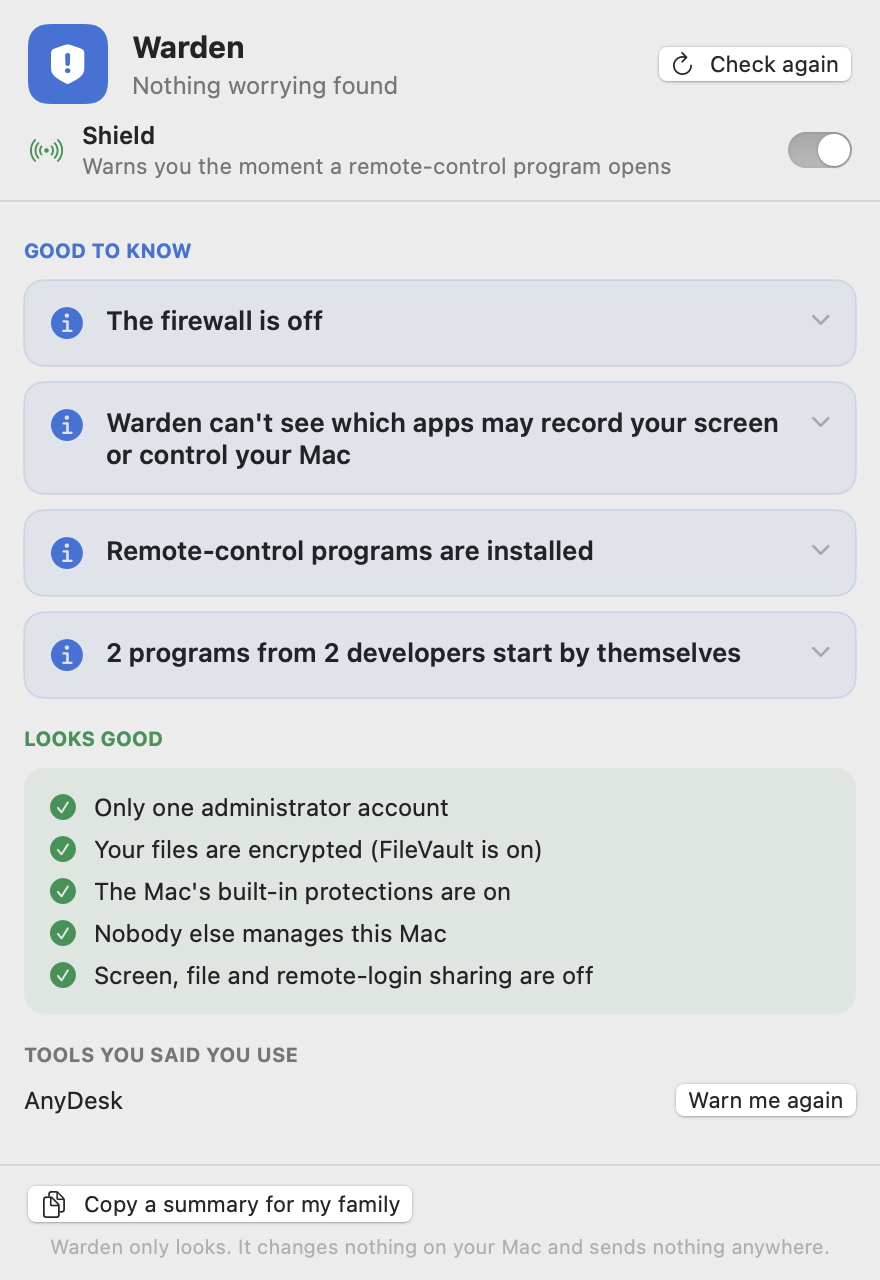 Warden
Nothing worrying found
Check again
Shield
Warns you the moment a remote-control program opens
GOOD TO KNOW
The firewall is off
Warden can't see which apps may record your screen
or control your Mac
Remote-control programs are installed
2 programs from 2 developers start by themselves
LOOKS GOOD
Only one administrator account
Your files are encrypted (FileVault is on)
The Mac's built-in protections are on
Nobody else manages this Mac
Screen, file and remote-login sharing are off
TOOLS YOU SAID YOU USE
AnyDesk
Warn me again
Copy a summary for my family
Warden only looks. It changes nothing on your Mac and sends nothing anywhere.